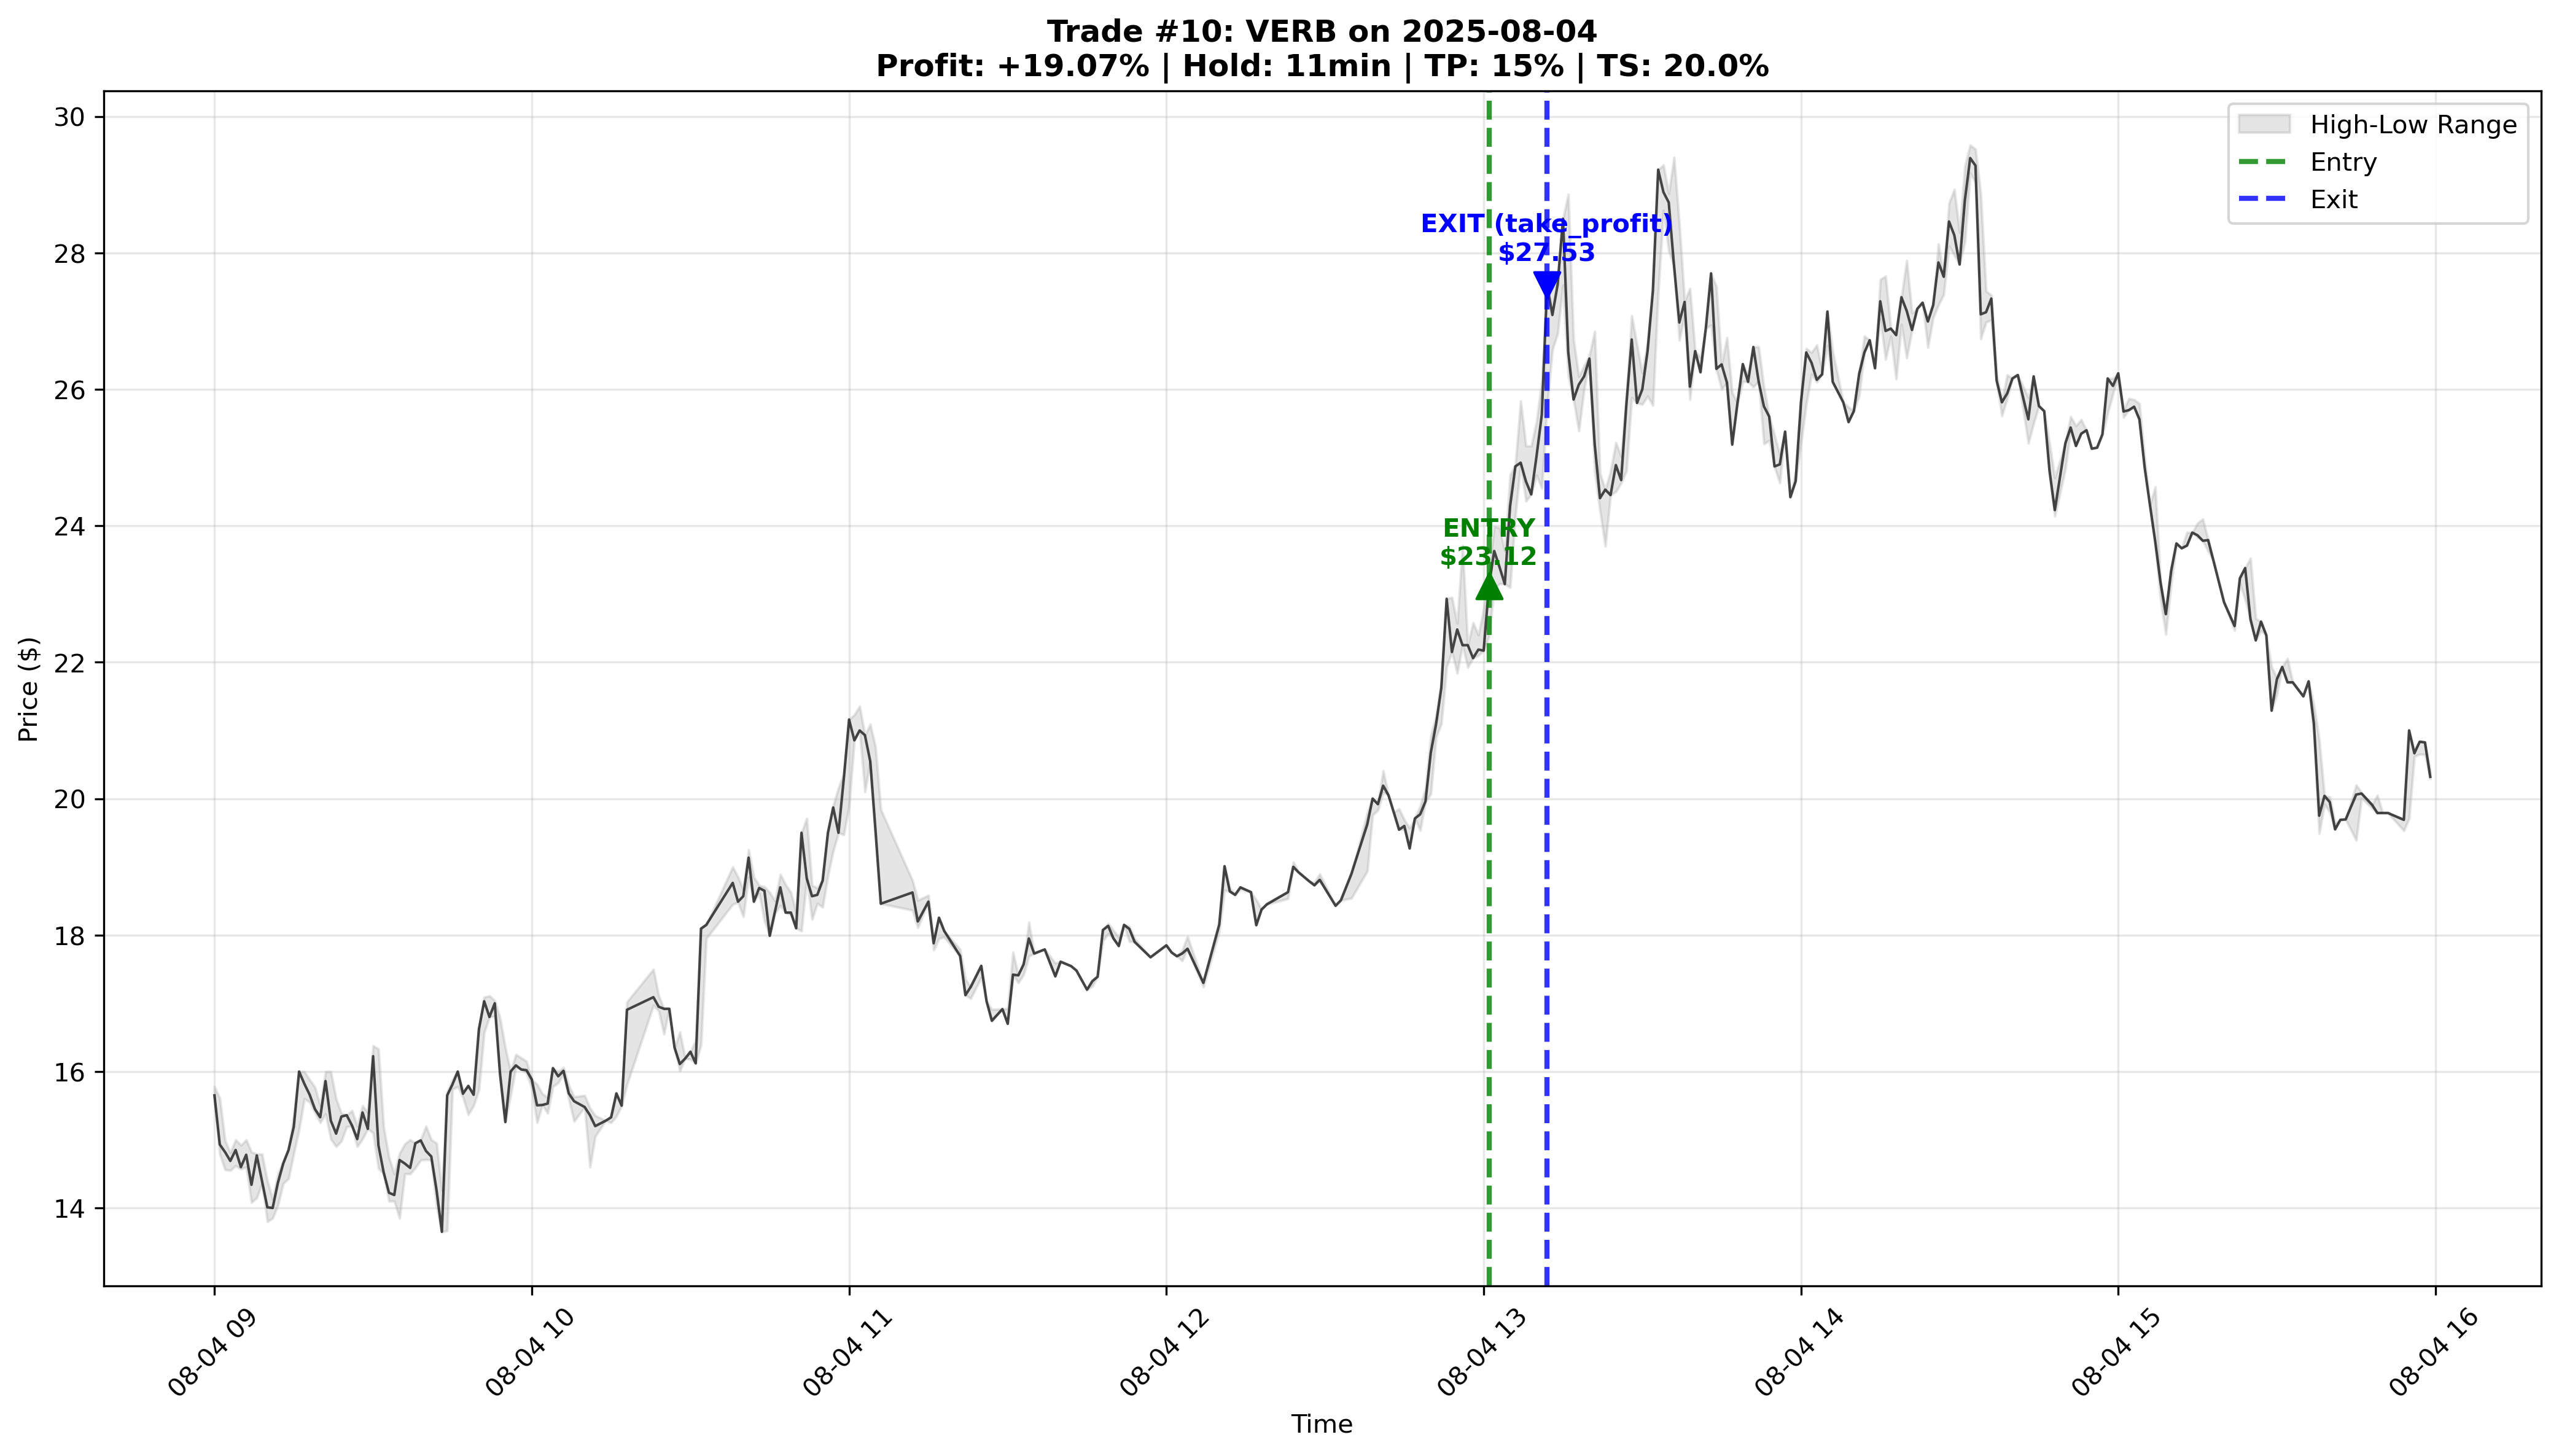 Trade #10: VERB on 2025-08-04
Profit: +19.07% | Hold: 11min | TP: 15% | TS: 20.0%
High-Low Range
Entry
Exit
EXIT (take_profit)
$27.53
ENTRY
$23.12
Price ($)
30
28
26
24
22
20
18
16
14
08-04 09
08-04 10
08-04 11
08-04 12
08-04 13
08-04 14
08-04 15
08-04 16
Time